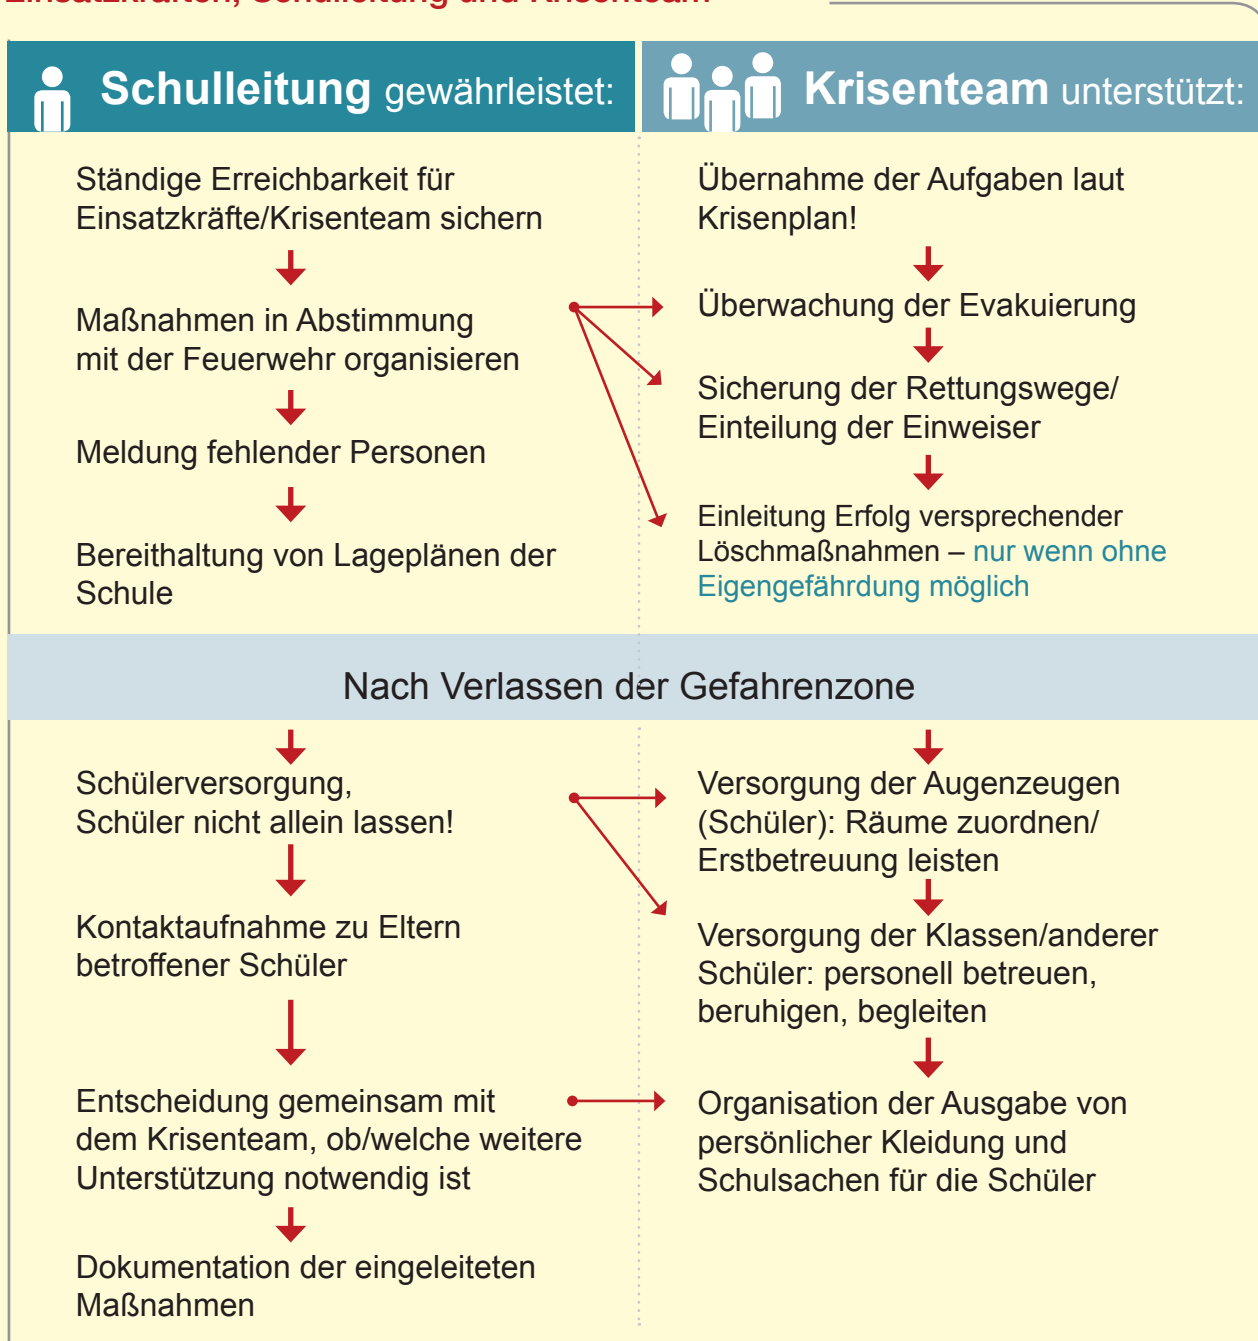 Einsatzkräften, Schulleitung und Krisenteam
Schulleitung gewährleistet:
Ständige Erreichbarkeit für
Einsatzkräfte/Krisenteam sichern
Maßnahmen in Abstimmung
mit der Feuerwehr organisieren
Meldung fehlender Personen
Bereithaltung von Lageplänen der
Schule
Krisenteam unterstützt:
Übernahme der Aufgaben laut
Krisenplan!
Überwachung der Evakuierung
Sicherung der Rettungswege/
Einteilung der Einweiser
Einleitung Erfolg versprechender
Löschmaßnahmen – nur wenn ohne
Eigengefährdung möglich
Nach Verlassen der Gefahrenzone
Schülerversorgung,
Schüler nicht allein lassen!
Kontaktaufnahme zu Eltern
betroffener Schüler
Entscheidung gemeinsam mit
dem Krisenteam, ob/welche weitere
Unterstützung notwendig ist
Dokumentation der eingeleiteten
Maßnahmen
Versorgung der Augenzeugen
(Schüler): Räume zuordnen/
Erstbetreuung leisten
Versorgung der Klassen/anderer
Schüler: personell betreuen,
beruhigen, begleiten
Organisation der Ausgabe von
persönlicher Kleidung und
Schulsachen für die Schüler